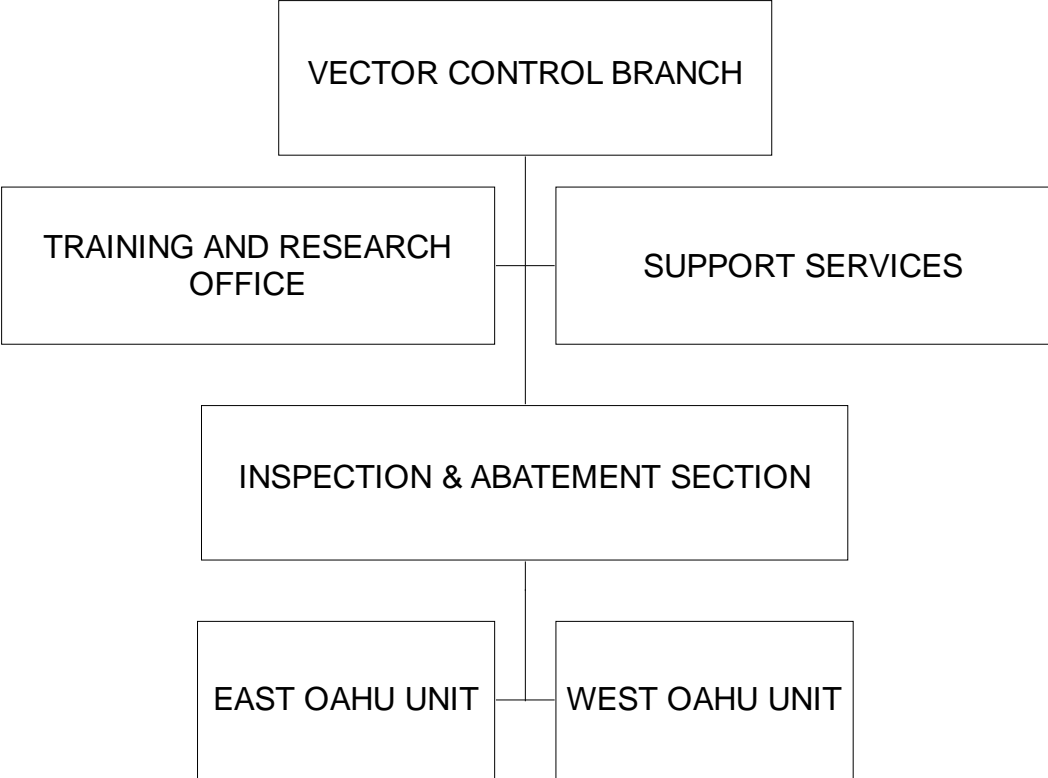 VECTOR CONTROL BRANCH
TRAINING AND RESEARCH
OFFICE
SUPPORT SERVICES
INSPECTION & ABATEMENT SECTION
EAST OAHU UNIT
WEST OAHU UNIT